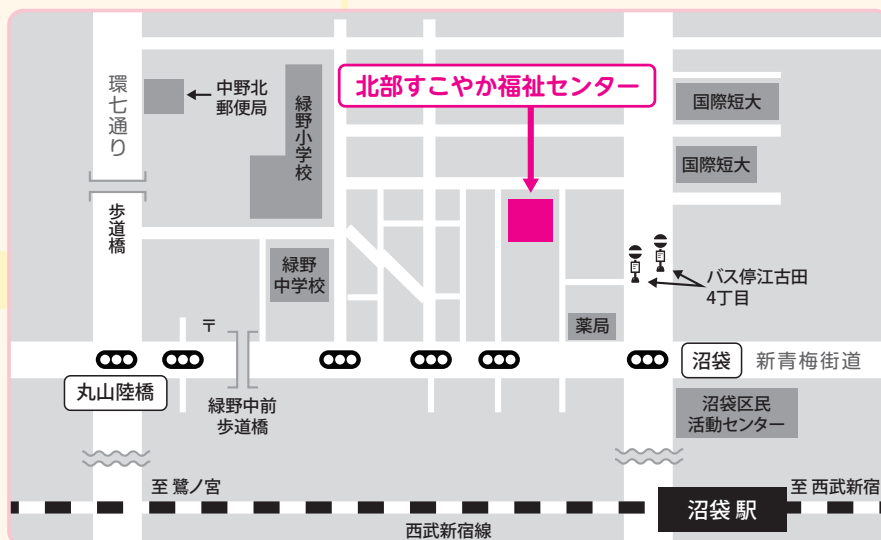 環七通り
中野北
郵便局
緑野小学校
北部すこやか福祉センター
国際短大
国際短大
歩道橋
緑野
中学校
バス停江古田
4丁目
薬局
〒
沼袋
新青梅街道
丸山陸橋
緑野中前
歩道橋
沼袋区民
活動センター
至 鷺ノ宮
至 西武新宿
沼袋 駅
西武新宿線